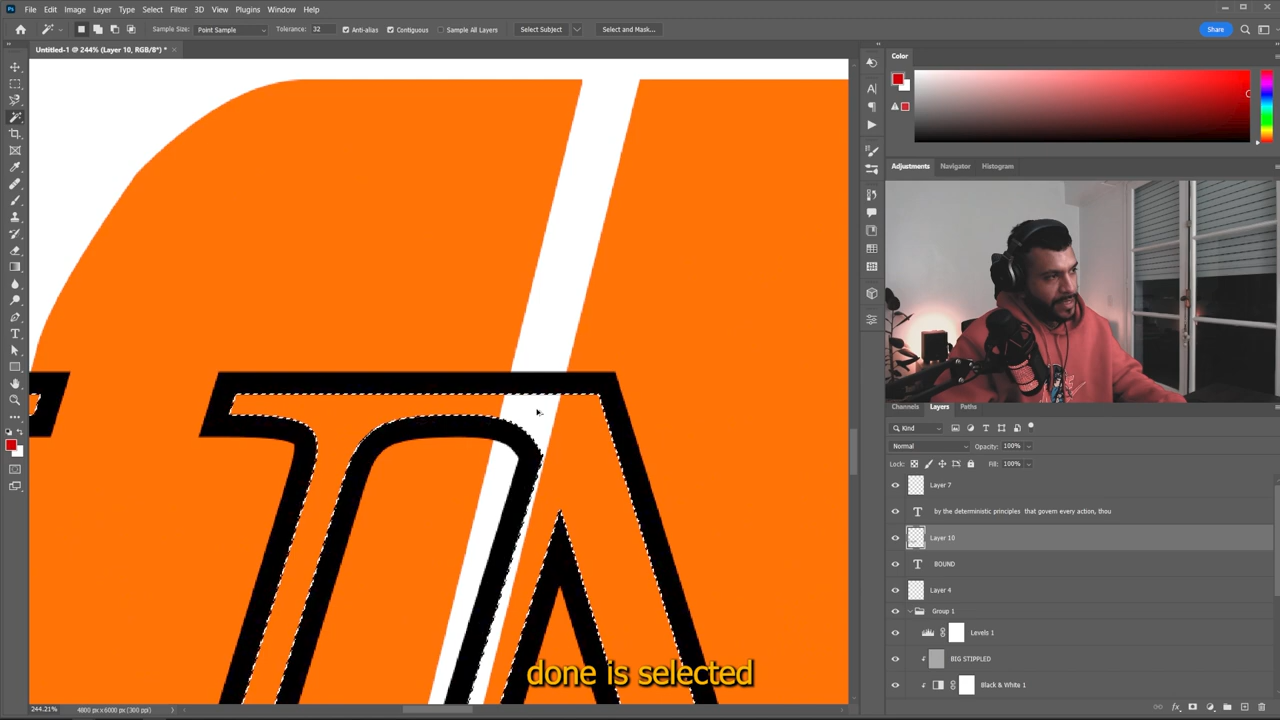 Ps File Edit Image Layer Type Select Filter 3D View Plugins Window Help
Sample Size: Point Sample Tolerance: 32 Anti-alias Contiguous Sample All Layers Select Subject Select and Mask... Share
Untitled-1 @ 244% (Layer 10, RGB/8*) * ×
Color
Adjustments Navigator Histogram
Channels Layers Paths
Kind
Normal Opacity: 100%
Lock: Fill: 100%
Layer 7
T by the deterministic principles that govern every action, thou
Layer 10
T BOUND
Layer 4
Group 1
Levels 1
BIG STIPPLED
Black & White 1
done is selected
244.21% 4800 px x 6000 px (300 ppi)
fx